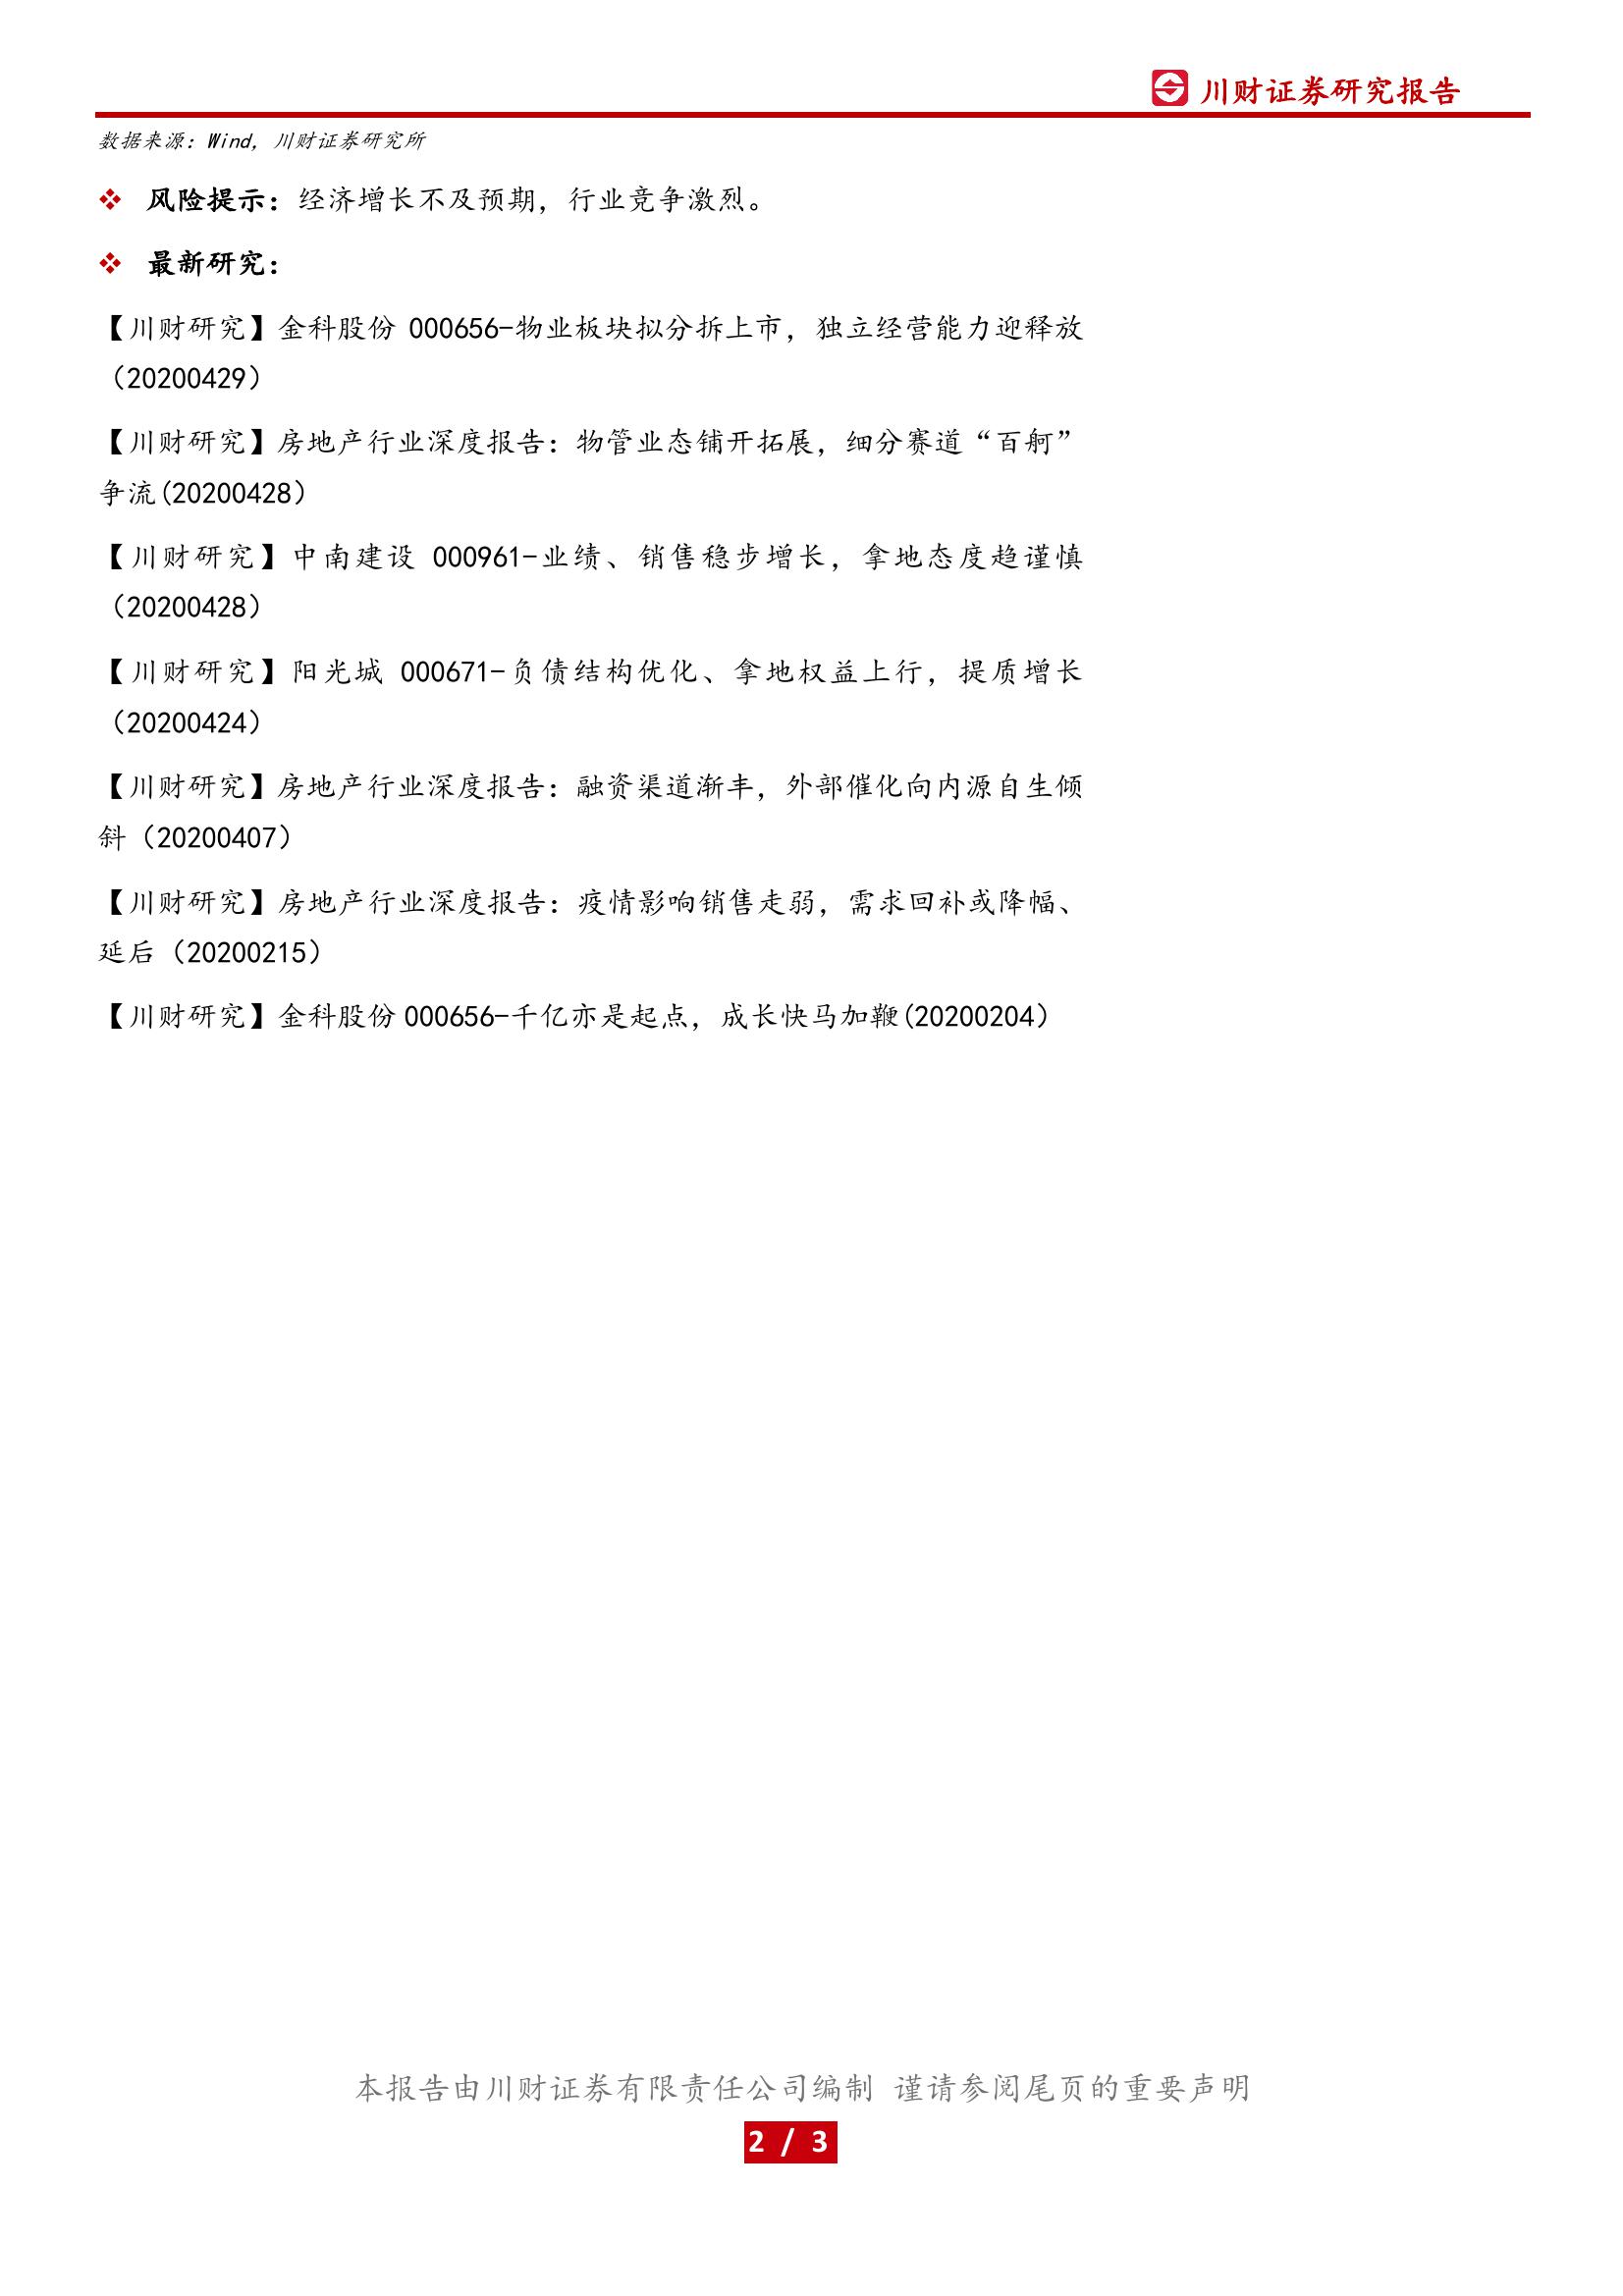 川财证券研究报告
数据来源：Wind，川财证券研究所
❖ 风险提示：经济增长不及预期，行业竞争激烈。
❖ 最新研究：
【川财研究】金科股份 000656-物业板块拟分拆上市，独立经营能力迎释放
（20200429）
【川财研究】房地产行业深度报告：物管业态铺开拓展，细分赛道“百舸”
争流(20200428）
【川财研究】中南建设 000961-业绩、销售稳步增长，拿地态度趋谨慎
（20200428）
【川财研究】阳光城 000671-负债结构优化、拿地权益上行，提质增长
（20200424）
【川财研究】房地产行业深度报告：融资渠道渐丰，外部催化向内源自生倾
斜（20200407）
【川财研究】房地产行业深度报告：疫情影响销售走弱，需求回补或降幅、
延后（20200215）
【川财研究】金科股份 000656-千亿亦是起点，成长快马加鞭(20200204）
本报告由川财证券有限责任公司编制 谨请参阅尾页的重要声明
2 / 3